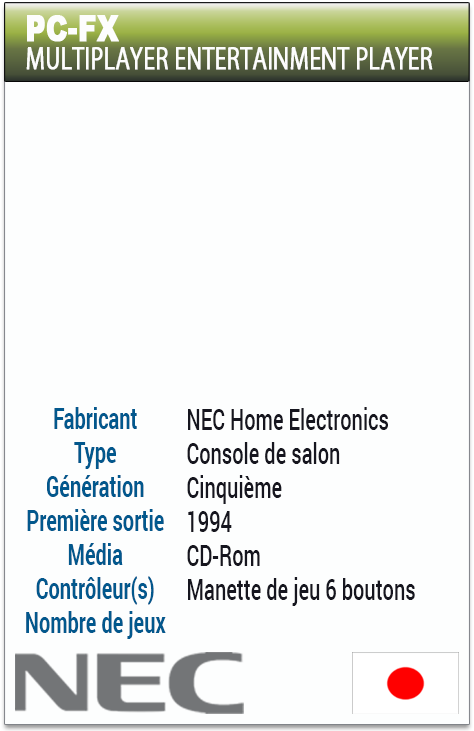 PC-FX
MULTIPLAYER ENTERTAINMENT PLAYER
Fabricant NEC Home Electronics
Type Console de salon
Génération Cinquième
Première sortie 1994
Média CD-Rom
Contrôleur(s) Manette de jeu 6 boutons
Nombre de jeux
NEC